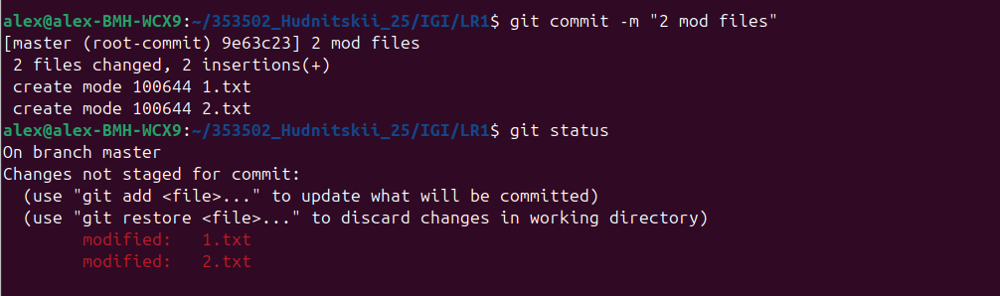 alex@alex-BMH-WCX9:~/353502_Hudnitskii_25/IGI/LR1$ git commit -m "2 mod files"
[master (root-commit) 9e63c23] 2 mod files
 2 files changed, 2 insertions(+)
 create mode 100644 1.txt
 create mode 100644 2.txt
alex@alex-BMH-WCX9:~/353502_Hudnitskii_25/IGI/LR1$ git status
On branch master
Changes not staged for commit:
  (use "git add <file>..." to update what will be committed)
  (use "git restore <file>..." to discard changes in working directory)
        modified:   1.txt
        modified:   2.txt